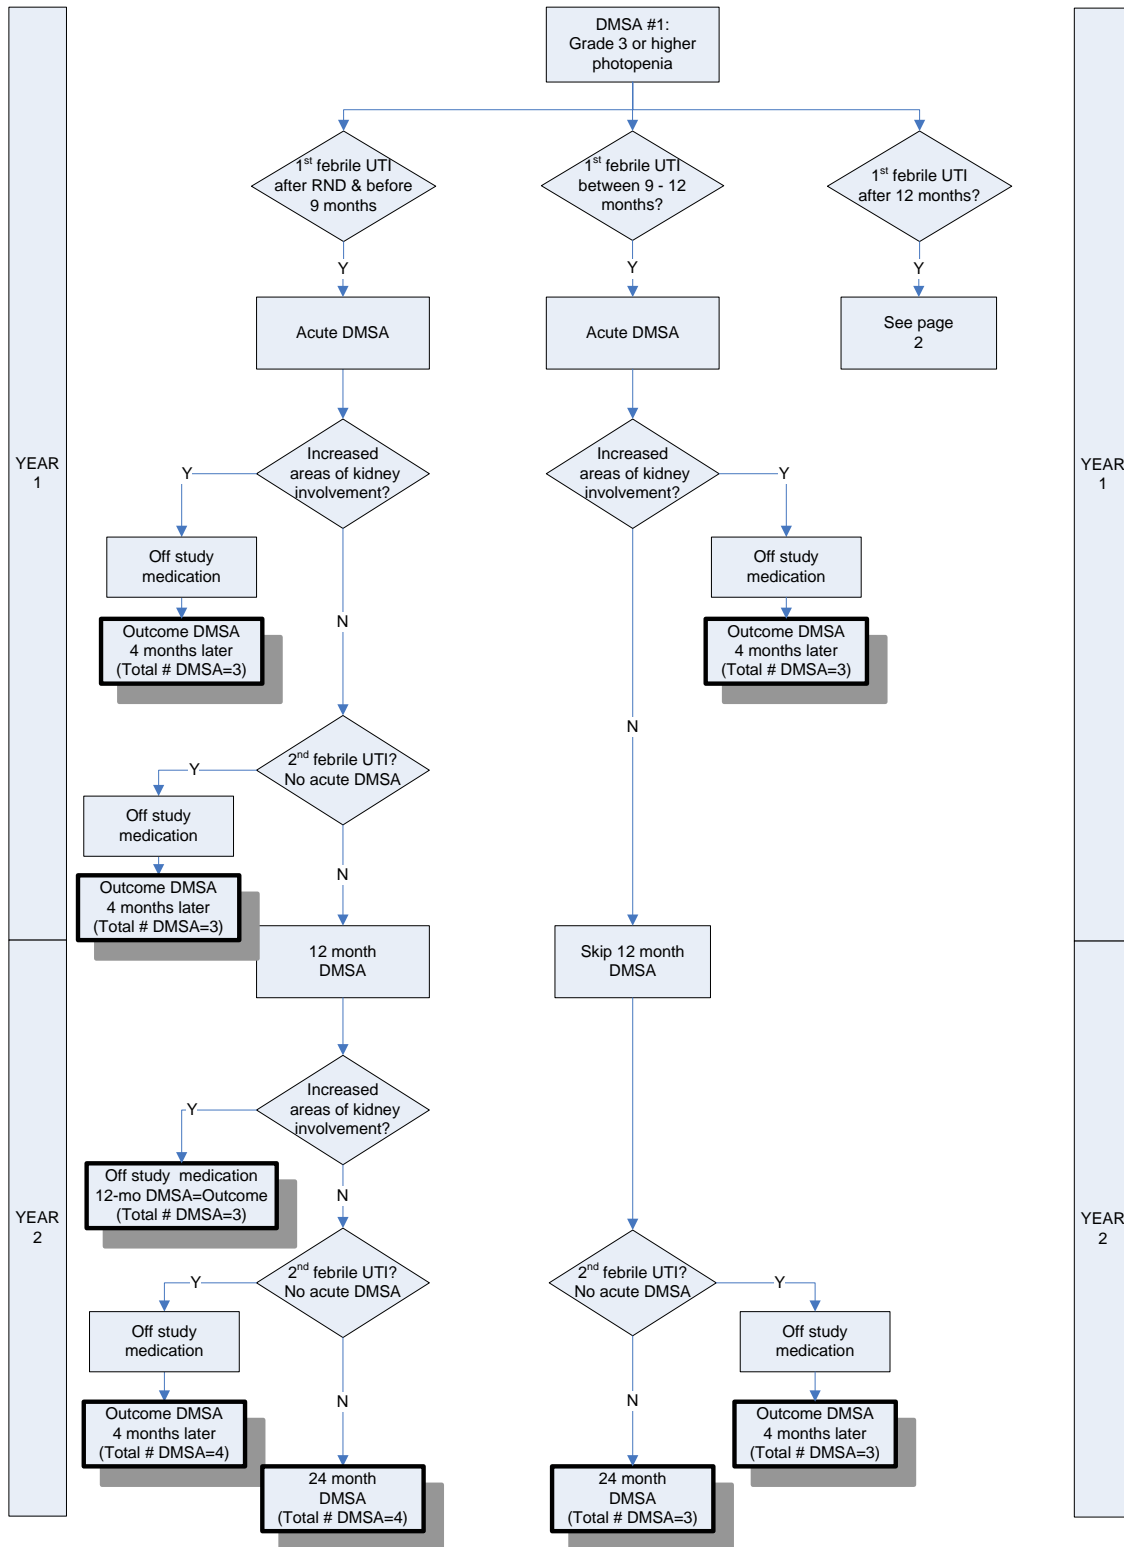 DMSA #1:
Grade 3 or higher
photopenia
1st febrile UTI
after RND & before
9 months
1st febrile UTI
between 9 - 12
months?
1st febrile UTI
after 12 months?
Y
Y
Y
Acute DMSA
Acute DMSA
See page
2
YEAR
1
YEAR
1
Increased
areas of kidney
involvement?
Y
Increased
areas of kidney
involvement?
Y
Off study
medication
Off study
medication
N
Outcome DMSA
4 months later
(Total # DMSA=3)
Outcome DMSA
4 months later
(Total # DMSA=3)
N
2nd febrile UTI?
No acute DMSA
Y
Off study
medication
N
Outcome DMSA
4 months later
(Total # DMSA=3)
12 month
DMSA
Skip 12 month
DMSA
Increased
areas of kidney
involvement?
Y
Off study medication
12-mo DMSA=Outcome
(Total # DMSA=3)
N
YEAR
2
YEAR
2
2nd febrile UTI?
No acute DMSA
Y
2nd febrile UTI?
No acute DMSA
Y
Off study
medication
Off study
medication
N
N
Outcome DMSA
4 months later
(Total # DMSA=4)
Outcome DMSA
4 months later
(Total # DMSA=3)
24 month
DMSA
(Total # DMSA=4)
24 month
DMSA
(Total # DMSA=3)